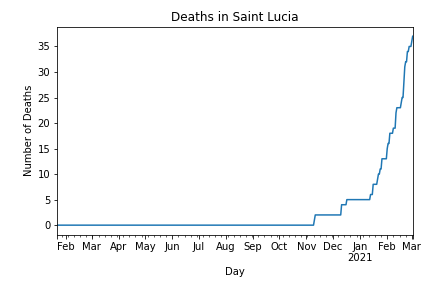 Deaths in Saint Lucia
Number of Deaths
35
30
25
20
15
10
5
0
Feb Mar Apr May Jun Jul Aug Sep Oct Nov Dec Jan Feb Mar
2021
Day